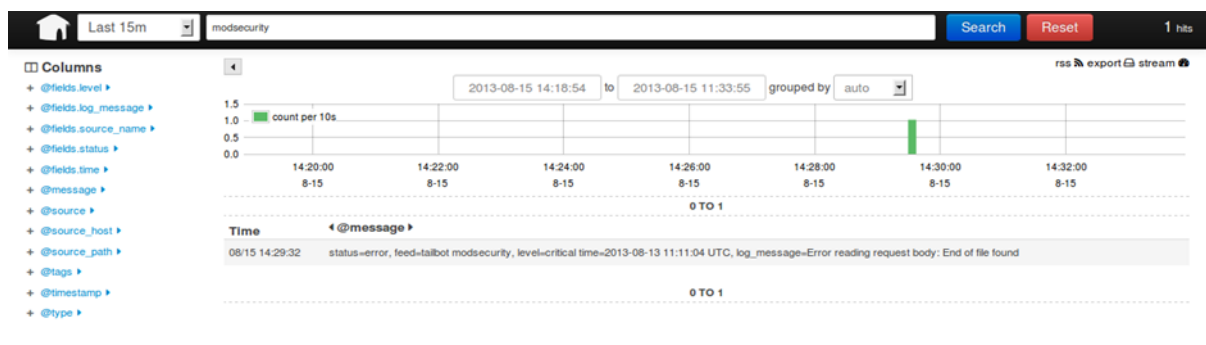 Last 15m modsecurity Search Reset 1 hits
Columns
@fields.level
@fields.log_message
@fields.source_name
@fields.status
@fields.time
@message
@source
@source_host
@source_path
@tags
@timestamp
@type
rss export stream
2013-08-15 14:18:54 to 2013-08-15 11:33:55 grouped by auto
count per 10s
1.5
1.0
0.5
0.0
14:20:00 14:22:00 14:24:00 14:26:00 14:28:00 14:30:00 14:32:00
8-15 8-15 8-15 8-15 8-15 8-15 8-15
0 TO 1
Time @message
08/15 14:29:32 status=error, feed=tailbot modsecurity, level=critical time=2013-08-13 11:11:04 UTC, log_message=Error reading request body: End of file found
0 TO 1